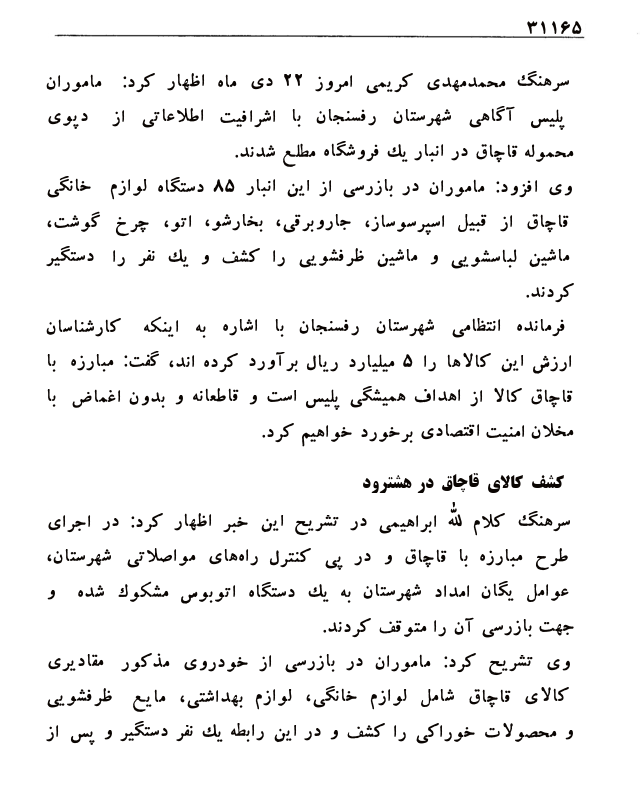 ۳۱۱۶۵
سرهنگ محمدمهدی کریمی امروز ۲۲ دی ماه اظهار کرد: ماموران
پلیس آگاهی شهرستان رفسنجان با اشرافیت اطلاعاتی از دپوی
محموله قاچاق در انبار یك فروشگاه مطلع شدند.
وی افزود: ماموران در بازرسی از این انبار ۸۵ دستگاه لوازم خانگی
قاچاق از قبیل اسپرسوساز، جاروبرقی، بخارشو، اتو، چرخ گوشت،
ماشین لباسشویی و ماشین ظرفشویی را کشف و یك نفر را دستگیر
کردند.
فرمانده انتظامی شهرستان رفسنجان با اشاره به اینکه کارشناسان
ارزش این کالاها را ۵ میلیارد ریال برآورد کرده اند، گفت: مبارزه با
قاچاق کالا از اهداف همیشگی پلیس است و قاطعانه و بدون اغماض با
مخلان امنیت اقتصادی برخورد خواهیم کرد.
کشف کالای قاچاق در هشترود
سرهنگ کلام لله ابراهیمی در تشریح این خبر اظهار کرد: در اجرای
طرح مبارزه با قاچاق و در پی کنترل راه‌های مواصلاتی شهرستان،
عوامل یگان امداد شهرستان به یك دستگاه اتوبوس مشکوك شده و
جهت بازرسی آن را متوقف کردند.
وی تشریح کرد: ماموران در بازرسی از خودروی مذکور مقادیری
کالای قاچاق شامل لوازم خانگی، لوازم بهداشتی، مایع ظرفشویی
و محصولات خوراکی را کشف و در این رابطه یك نفر دستگیر و پس از